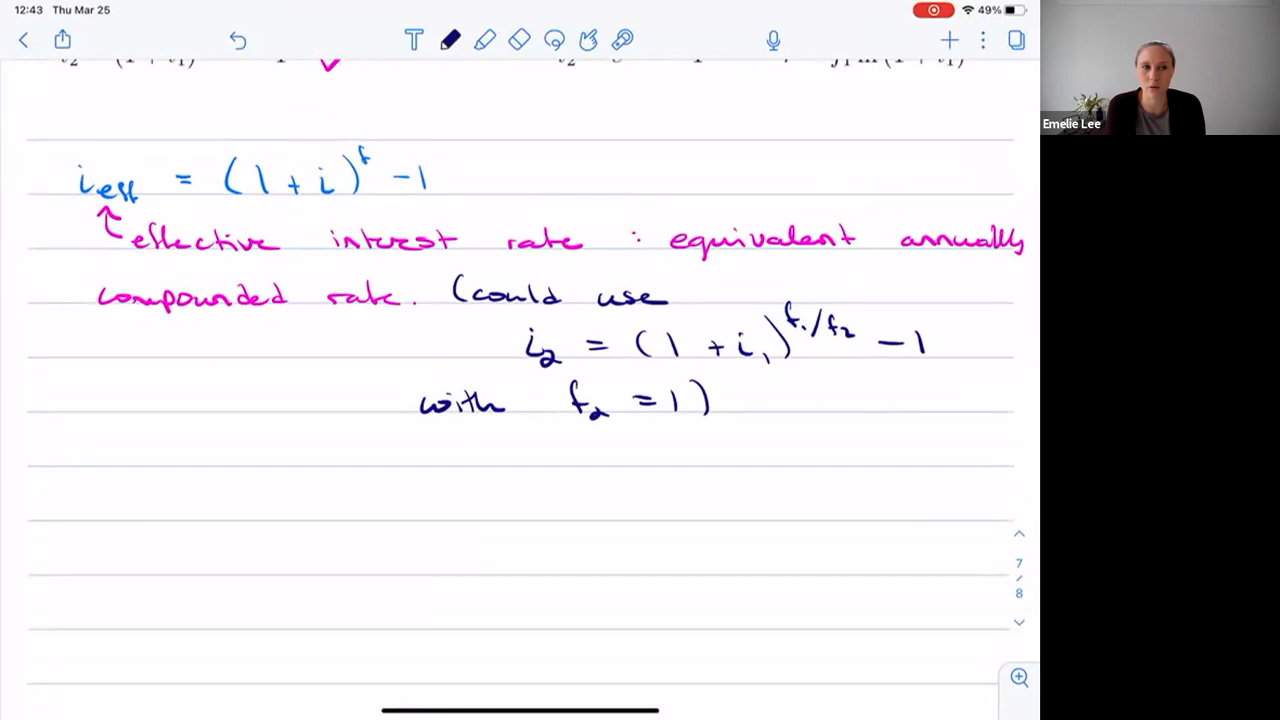 12:43 Thu Mar 25
49%
Emelie Lee
i_eff = (1 + i)^f - 1
effective interest rate : equivalent annually
compounded rate. (could use
i_2 = (1 + i_1)^{f_1/f_2} - 1
with f_2 = 1)
7
/
8